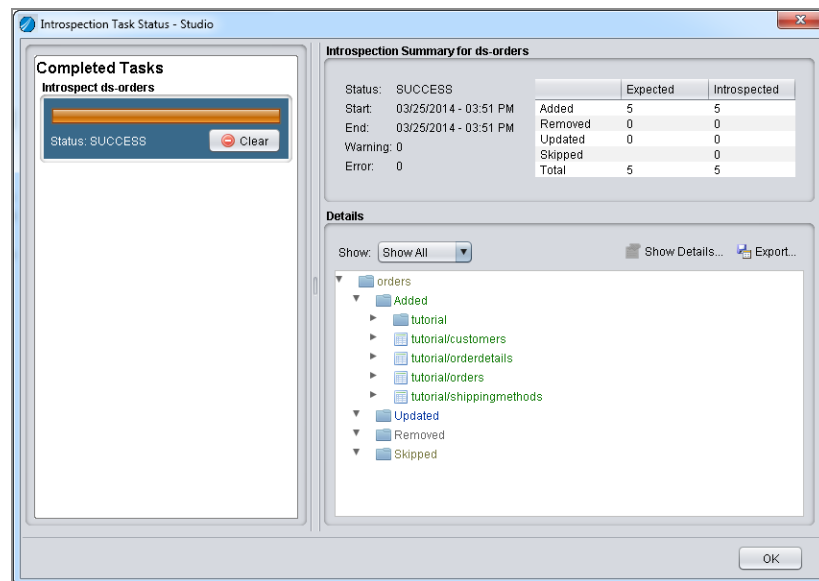 Introspection Task Status - Studio
Completed Tasks
Introspect ds-orders
Status: SUCCESS
Clear
Introspection Summary for ds-orders
Status: SUCCESS
Start: 03/25/2014 - 03:51 PM
End: 03/25/2014 - 03:51 PM
Warning: 0
Error: 0
Expected Introspected
Added 5 5
Removed 0 0
Updated 0 0
Skipped 0
Total 5 5
Details
Show: Show All Show Details... Export...
orders
Added
tutorial
tutorial/customers
tutorial/orderdetails
tutorial/orders
tutorial/shippingmethods
Updated
Removed
Skipped
OK